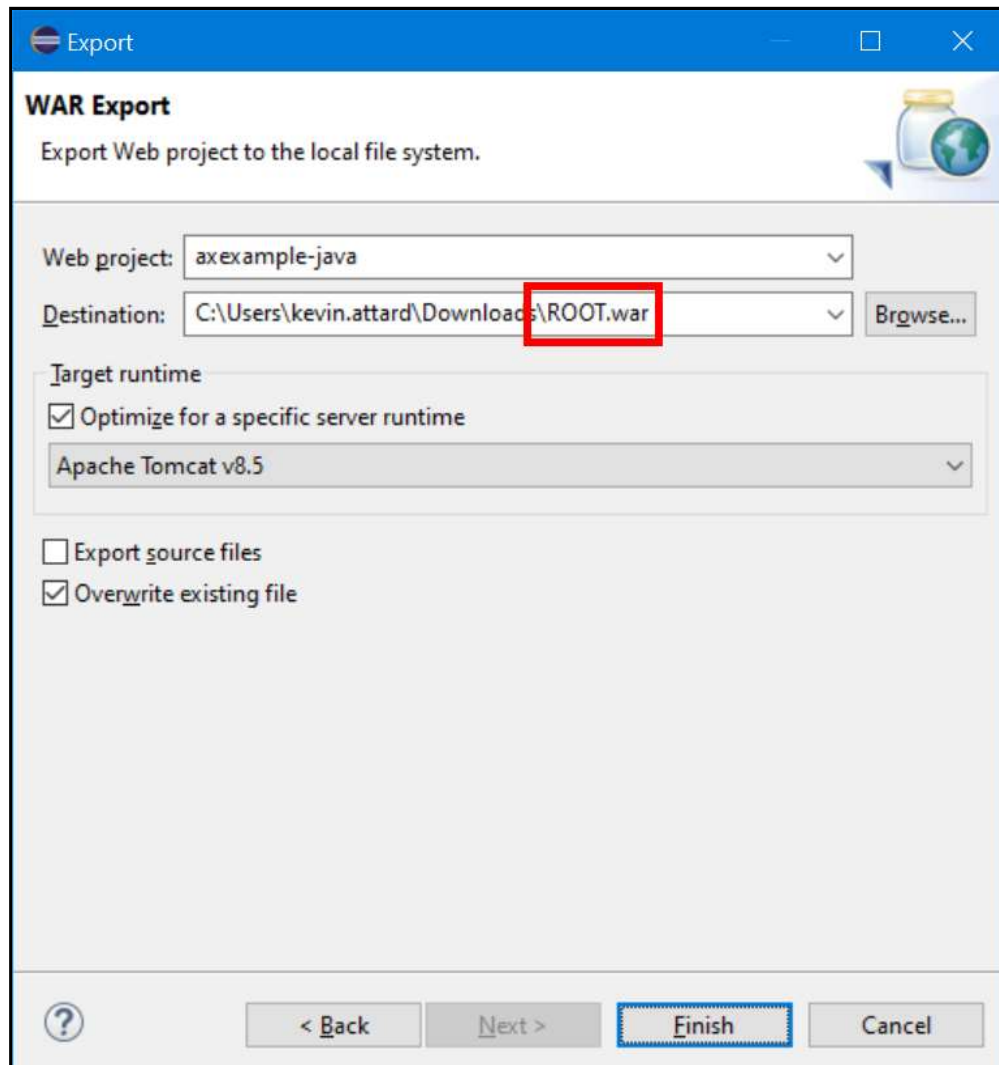 Export
WAR Export
Export Web project to the local file system.
Web project: axexample-java
Destination: C:\Users\kevin.attard\Downloads\ROOT.war Browse...
Target runtime
Optimize for a specific server runtime
Apache Tomcat v8.5
Export source files
Overwrite existing file
? < Back Next > Finish Cancel